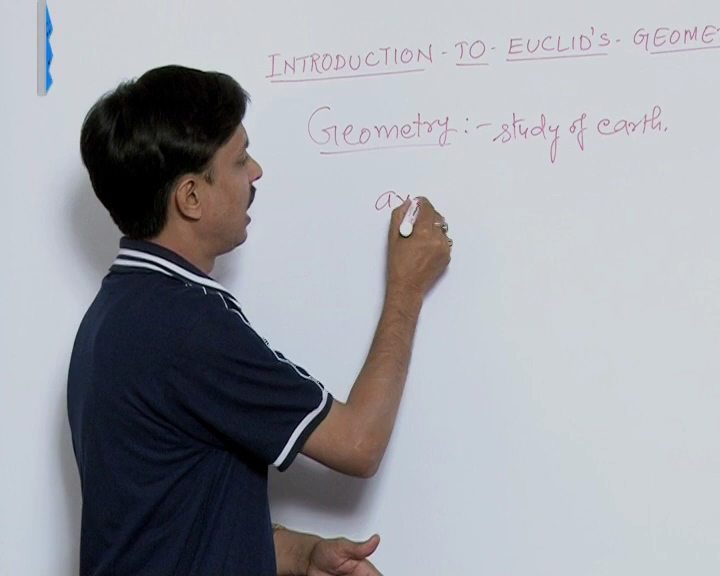 INTRODUCTION - TO - EUCLID'S - GEOME
Geometry :- study of earth.